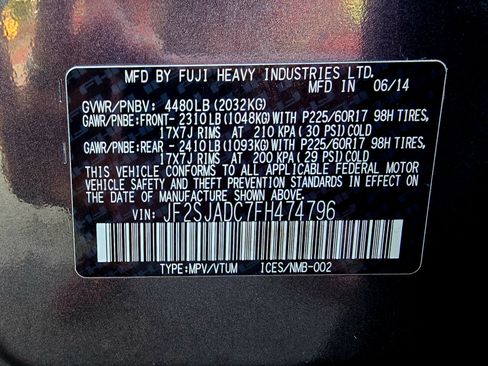 MFD BY FUJI HEAVY INDUSTRIES LTD.
MFD IN 06/14
GVWR/PNBV: 4480LB (2032KG)
GAWR/PNBE:FRONT- 2310LB (1048KG) WITH P225/60R17 98H TIRES,
17X7J RIMS AT 210 KPA (30 PSI) COLD
GAWR/PNBE:REAR - 2410LB (1093KG) WITH P225/60R17 98H TIRES,
17X7J RIMS AT 200 KPA (29 PSI) COLD
THIS VEHICLE CONFORMS TO ALL APPLICABLE FEDERAL MOTOR
VEHICLE SAFETY AND THEFT PREVENTION STANDARDS IN EFFECT
ON THE DATE OF MANUFACTURE SHOWN ABOVE.
VIN: JF2SJADC7FH474796
TYPE:MPV/VTUM ICES/NMB-002